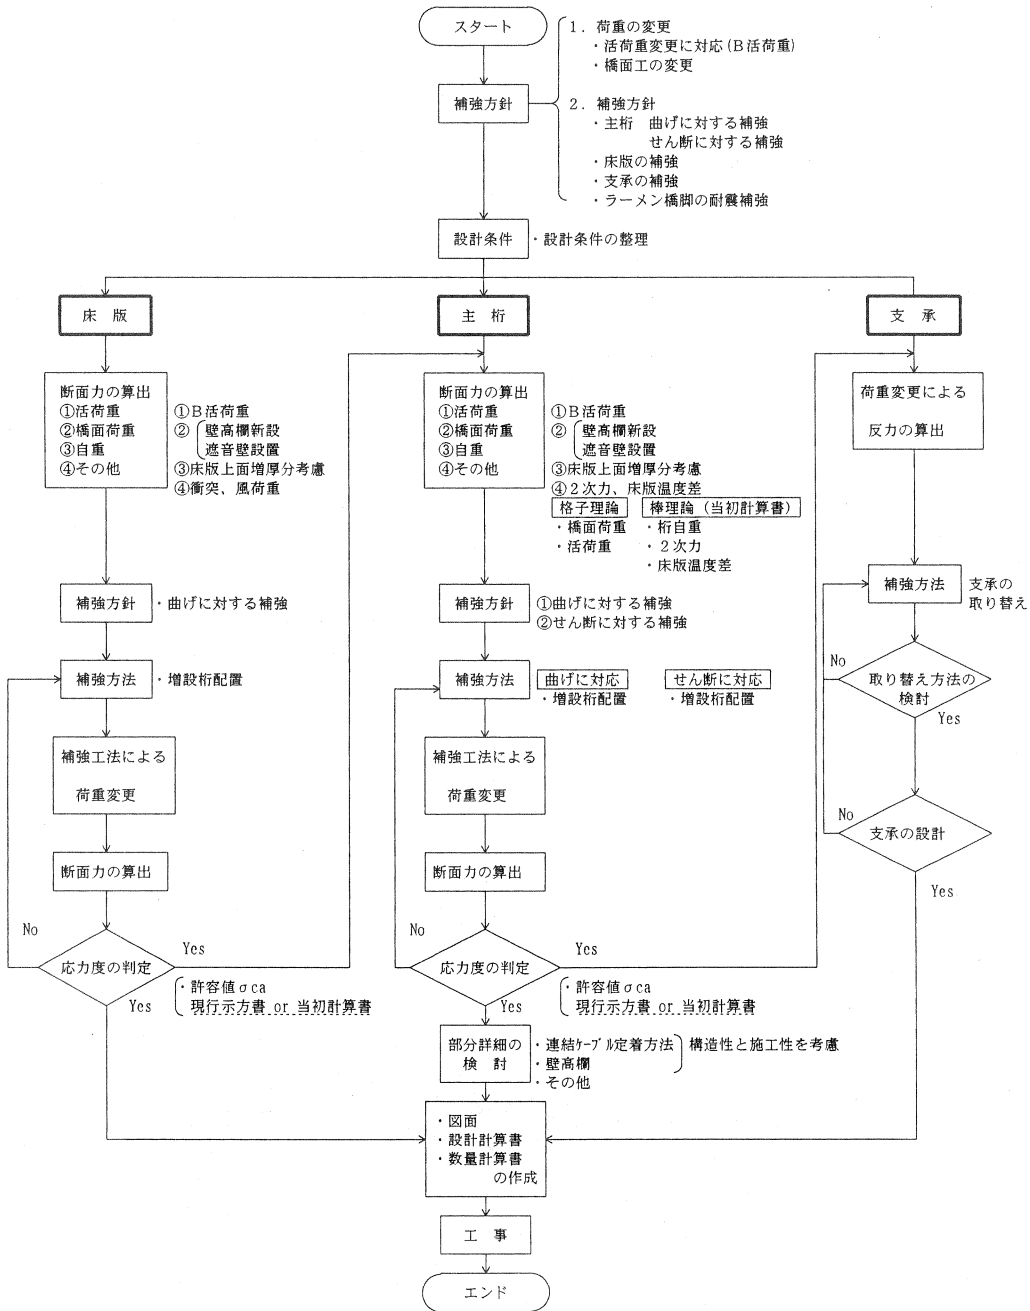 スタート
1. 荷重の変更
・活荷重変更に対応(B活荷重)
・橋面工の変更
補強方針
2. 補強方針
・主桁 曲げに対する補強
せん断に対する補強
・床版の補強
・支承の補強
・ラーメン橋脚の耐震補強
設計条件
・設計条件の整理
床 版
断面力の算出
①活荷重
②橋面荷重
③自重
④その他
①B活荷重
②壁高欄新設
遮音壁設置
③床版上面増厚分考慮
④衝突、風荷重
補強方針
・曲げに対する補強
補強方法
・増設桁配置
補強工法による
荷重変更
断面力の算出
No
応力度の判定
Yes
Yes
・許容値σca
現行示方書 or 当初計算書
主 桁
断面力の算出
①活荷重
②橋面荷重
③自重
④その他
①B活荷重
②壁高欄新設
遮音壁設置
③床版上面増厚分考慮
④2次力、床版温度差
格子理論
・橋面荷重
・活荷重
棒理論(当初計算書)
・桁自重
・2次力
・床版温度差
補強方針
①曲げに対する補強
②せん断に対する補強
補強方法
曲げに対応
・増設桁配置
せん断に対応
・増設桁配置
補強工法による
荷重変更
断面力の算出
No
応力度の判定
Yes
Yes
・許容値σca
現行示方書 or 当初計算書
部分詳細の
検 討
・連結ケーブル定着方法
・壁高欄
・その他
構造性と施工性を考慮
支 承
荷重変更による
反力の算出
補強方法
支承の
取り替え
No
取り替え方法の
検討
Yes
No
支承の設計
Yes
・図面
・設計計算書
・数量計算書
の作成
工 事
エンド